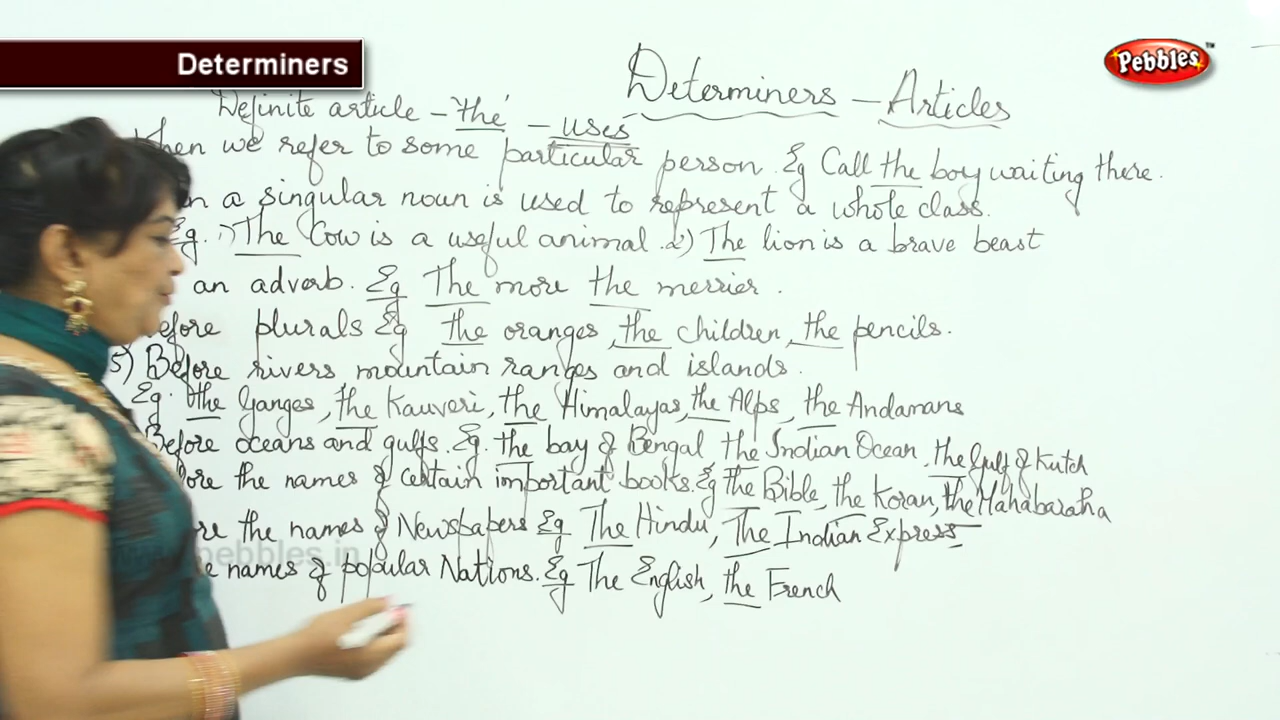 Determiners
Pebbles™
Determiners – Articles
Definite article – 'the' – uses
we refer to some particular person. Eg Call the boy waiting there.
a singular noun is used to represent a whole class.
Eg. 1) The Cow is a useful animal. 2) The lion is a brave beast
an adverb. Eg The more the merrier.
plurals Eg the oranges, the children, the pencils.
5) Before rivers mountain ranges and islands.
Eg. the Ganges, the Kauveri, the Himalayas, the Alps, the Andamans
Before oceans and gulfs. Eg. the bay of Bengal the Indian Ocean, the Gulf of Kutch
the names of certain important books. Eg The Bible, the Koran, the Mahabaratha
the names of Newspapers Eg The Hindu, The Indian Express
names of popular Nations. Eg The English, the French
pebbles.in